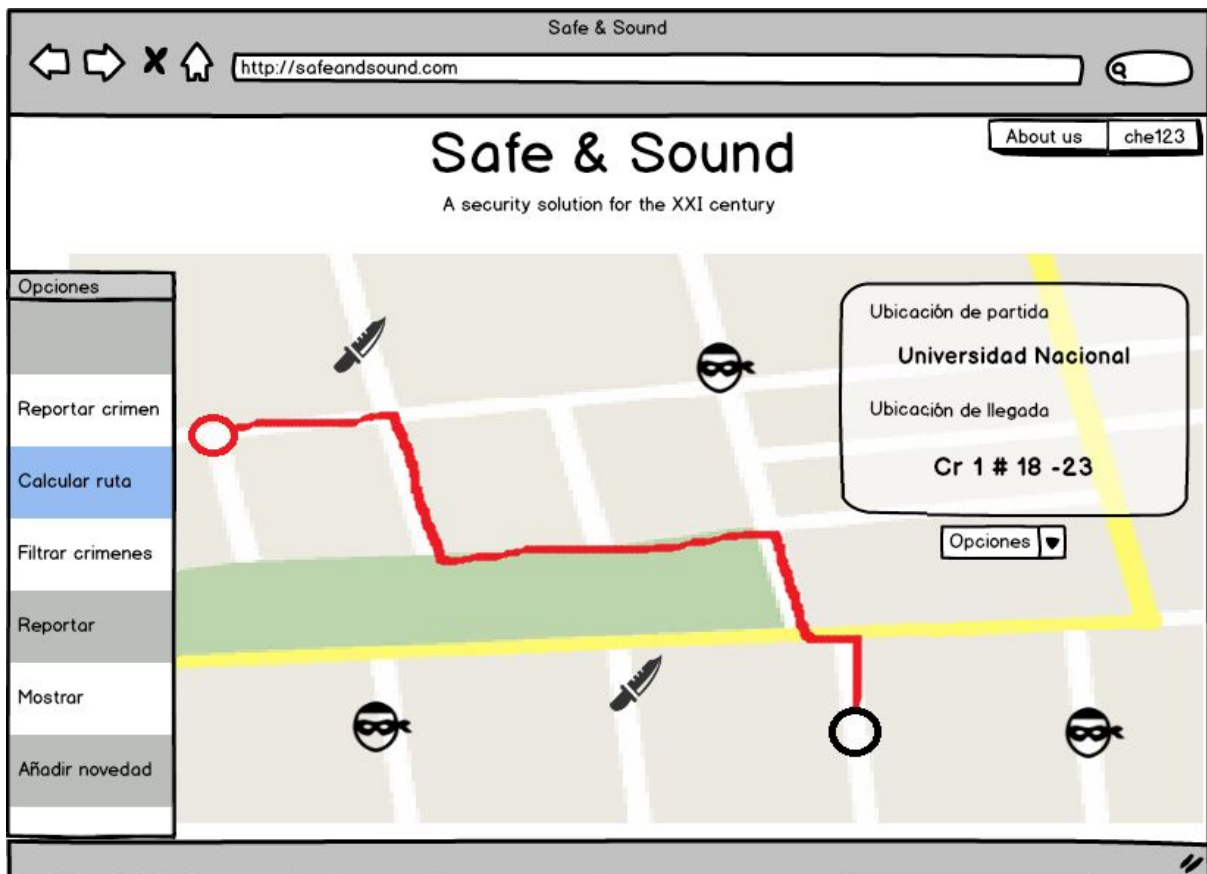 Safe & Sound
http://safeandsound.com
About us
che123
Safe & Sound
A security solution for the XXI century
Opciones
Reportar crimen
Calcular ruta
Filtrar crimenes
Reportar
Mostrar
Añadir novedad
Ubicación de partida
Universidad Nacional
Ubicación de llegada
Cr 1 # 18 -23
Opciones